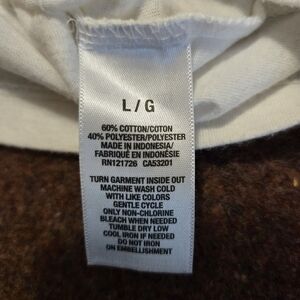 L / G
60% COTTON/COTON
40% POLYESTER/POLYESTER
MADE IN INDONESIA/
FABRIQUÉ EN INDONÉSIE
RN121726 CA53201
TURN GARMENT INSIDE OUT
MACHINE WASH COLD
WITH LIKE COLORS
GENTLE CYCLE
ONLY NON-CHLORINE
BLEACH WHEN NEEDED
TUMBLE DRY LOW
COOL IRON IF NEEDED
DO NOT IRON
ON EMBELLISHMENT